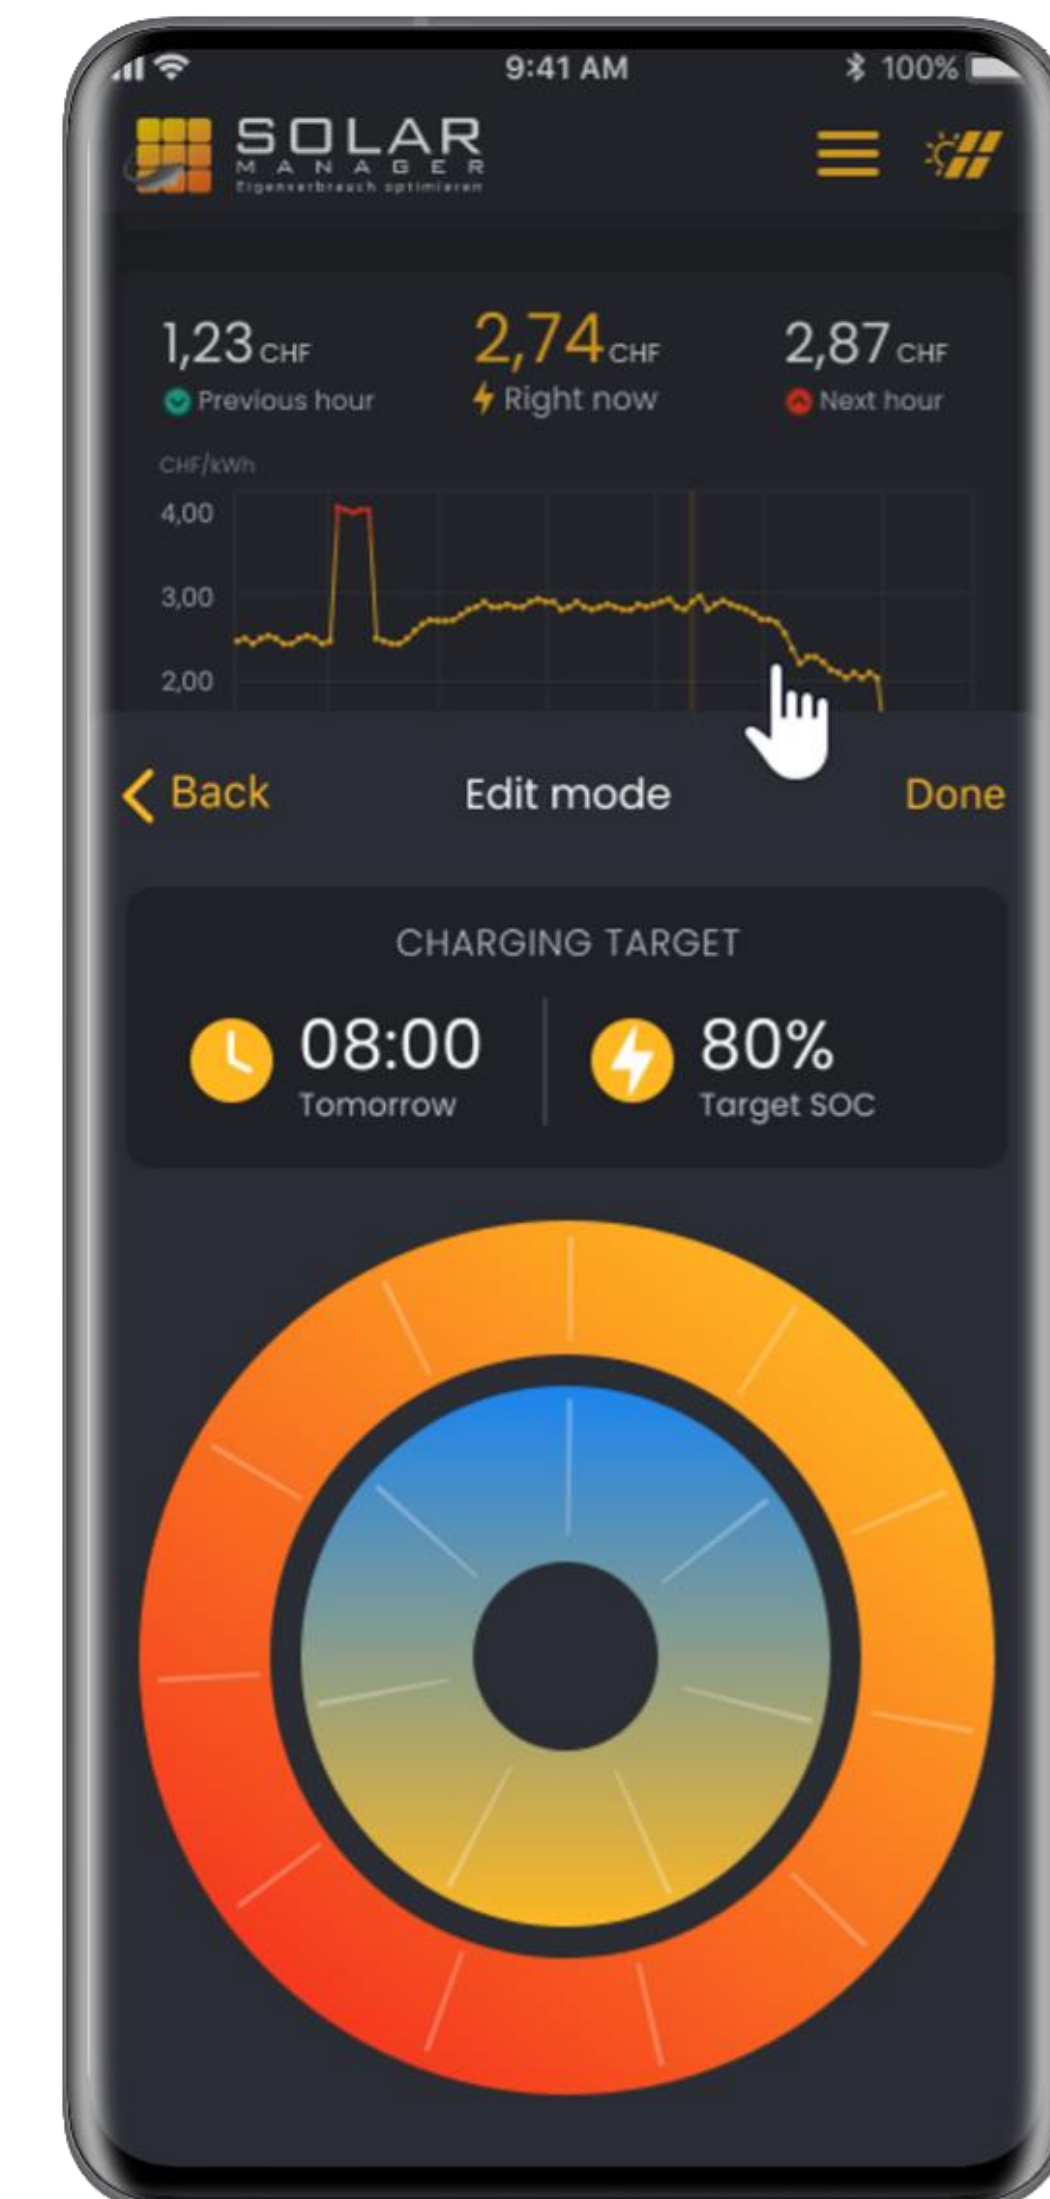 9:41 AM 100%
SOLAR
MANAGER
Eigenverbrauch optimieren
1,23 CHF 2,74 CHF 2,87 CHF
Previous hour Right now Next hour
CHF/kWh
4,00
3,00
2,00
Back Edit mode Done
CHARGING TARGET
08:00 80%
Tomorrow Target SOC